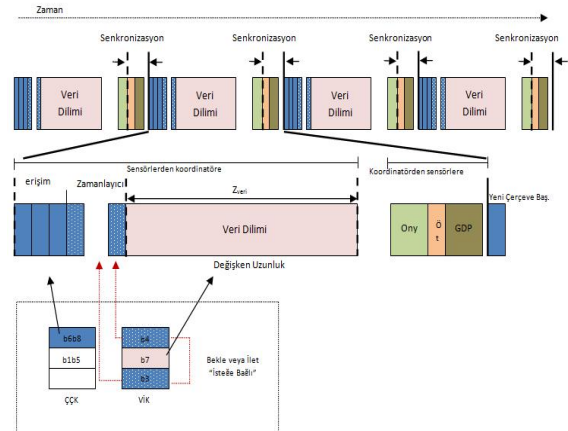 Zaman
Senkronizasyon Senkronizasyon Senkronizasyon Senkronizasyon
Veri Dilimi
Veri Dilimi
Veri Dilimi
Veri Dilimi
Sensörlerden koordinatöre
Koordinatörden sensörlere
erişim
Zamanlayıcı
Zveri
Yeni Çerçeve Baş.
Veri Dilimi
Ony
Ö
t
GDP
Değişken Uzunluk
b6b8
b1b5
ÇÇK
b4
b7
b3
VİK
Bekle veya İlet
“İsteğe Bağlı”